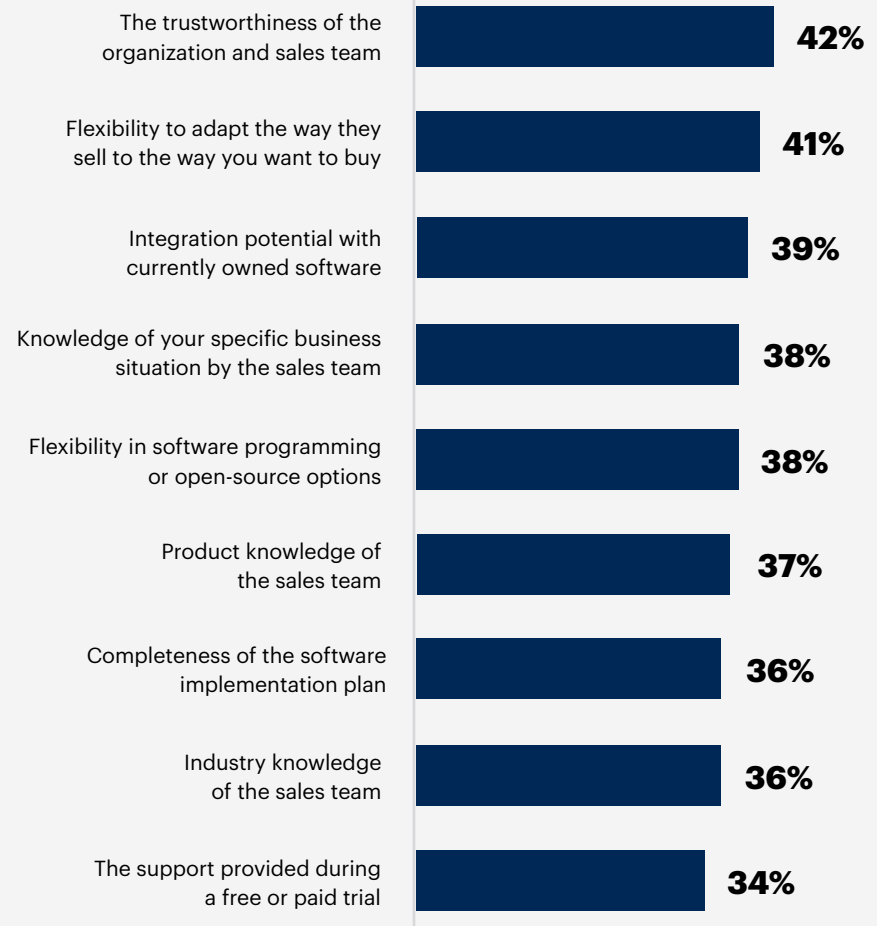 The trustworthiness of the
organization and sales team
42%
Flexibility to adapt the way they
sell to the way you want to buy
41%
Integration potential with
currently owned software
39%
Knowledge of your specific business
situation by the sales team
38%
Flexibility in software programming
or open-source options
38%
Product knowledge of
the sales team
37%
Completeness of the software
implementation plan
36%
Industry knowledge
of the sales team
36%
The support provided during
a free or paid trial
34%